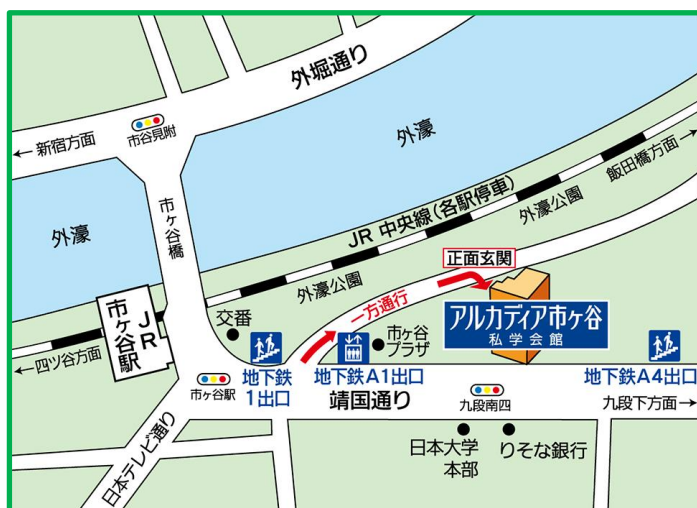 外堀通り
市谷見附
←新宿方面
外濠
飯田橋方面→
外濠
市ヶ谷橋
JR 中央線(各駅停車)
外濠公園
外濠公園
正面玄関
JR
市ヶ谷駅
一方通行
交番
アルカディア市ヶ谷
私学会館
市ヶ谷
プラザ
←四ツ谷方面
市ヶ谷駅
地下鉄
1出口
地下鉄A1出口
地下鉄A4出口
靖国通り
九段南四
九段下方面→
日本テレビ通り
日本大学
本部
りそな銀行